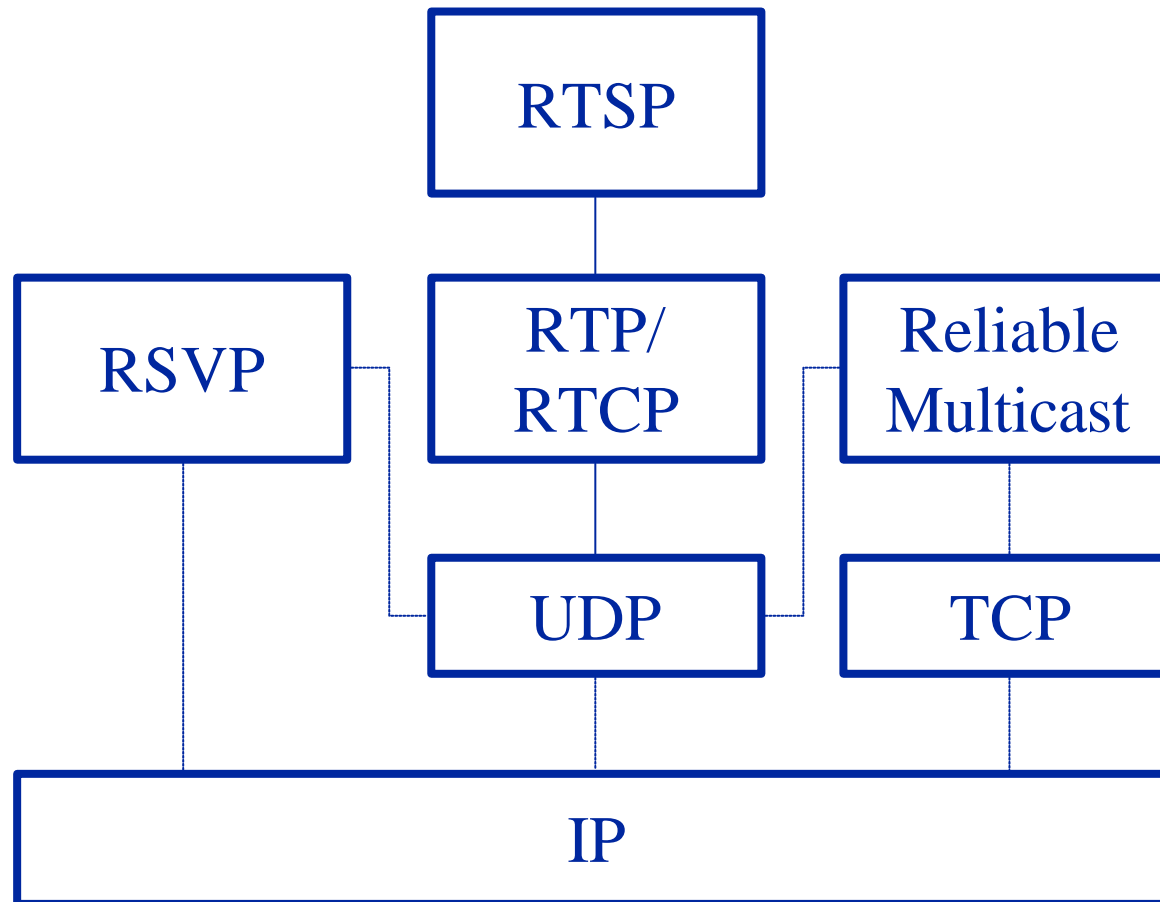 RTSP
RSVP
RTP/
RTCP
Reliable
Multicast
UDP
TCP
IP